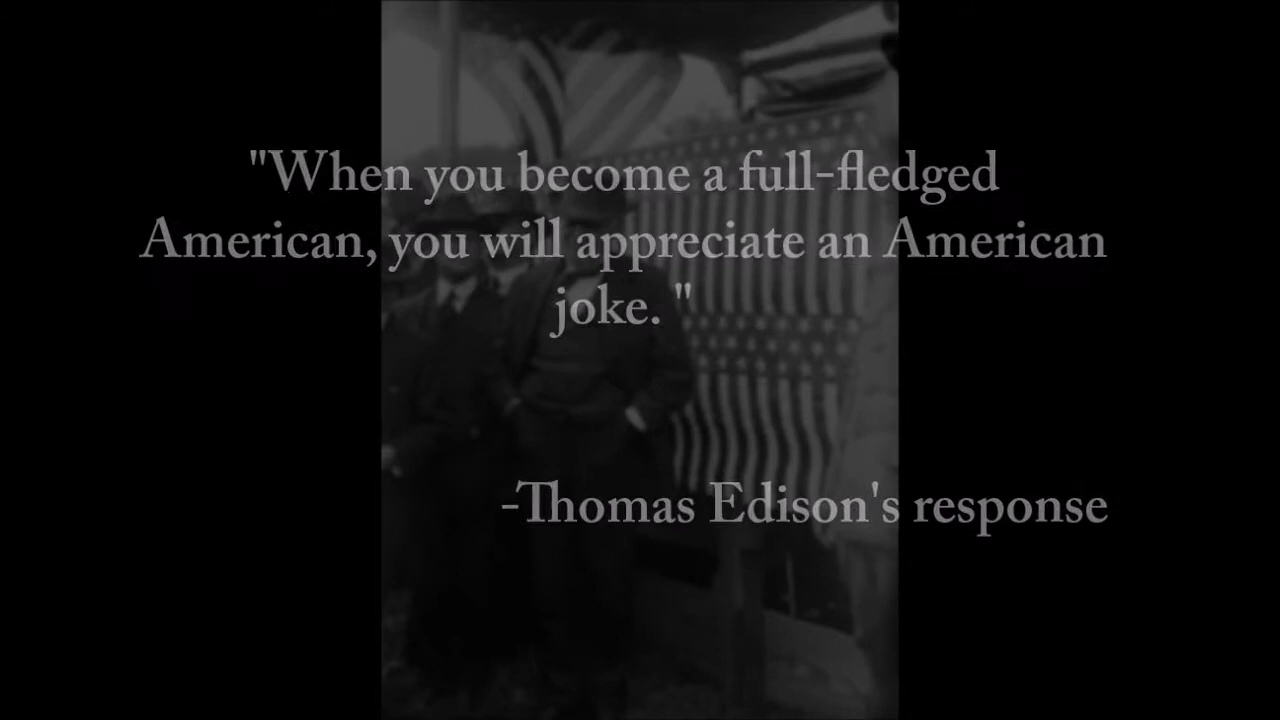 "When you become a full-fledged
American, you will appreciate an American
joke. "
-Thomas Edison's response